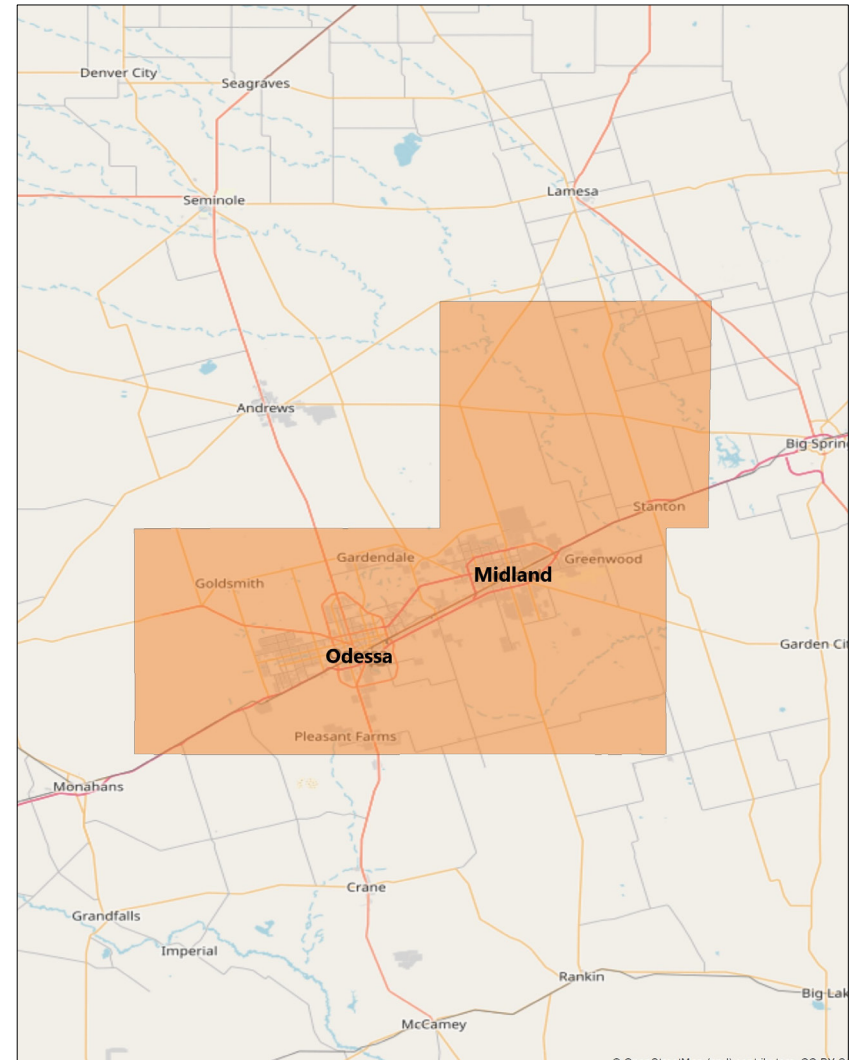 Denver City
Seagraves
Lamesa
Seminole
Andrews
Big Spring
Stanton
Gardendale
Greenwood
Midland
Goldsmith
Garden Cit
Odessa
Pleasant Farms
Monahans
Crane
Grandfalls
Imperial
Rankin
Big Lak
McCamey